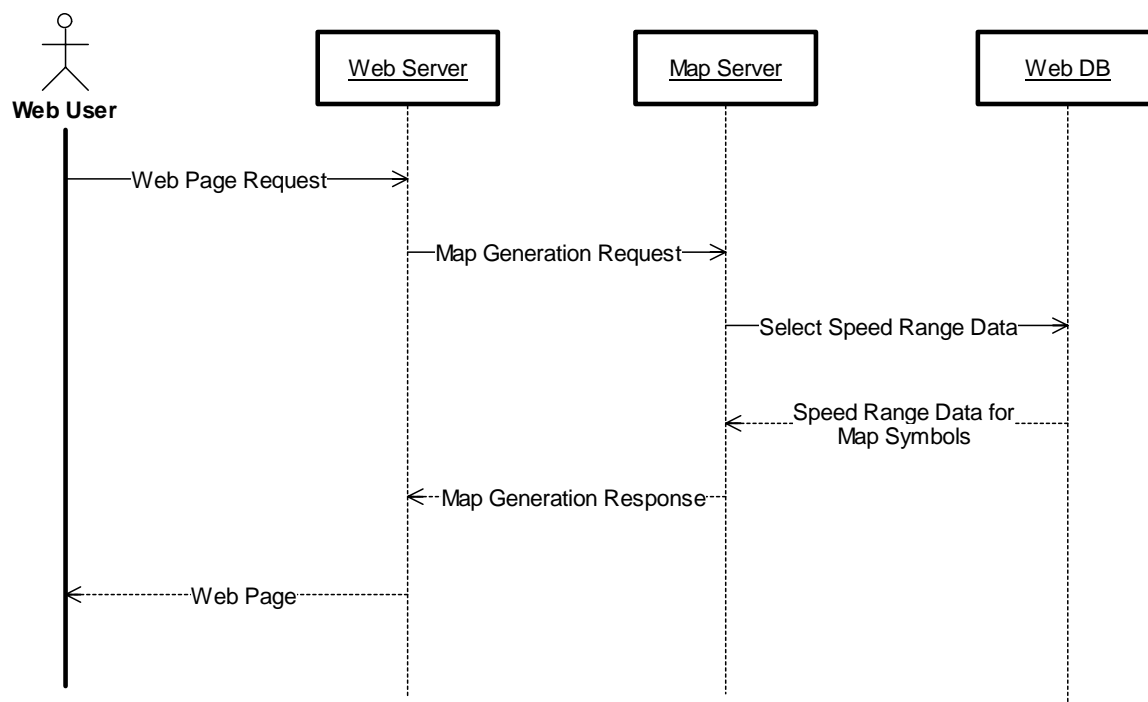 Web Server
Map Server
Web DB
Web User
Web Page Request
Map Generation Request
Select Speed Range Data
Speed Range Data for
Map Symbols
Map Generation Response
Web Page